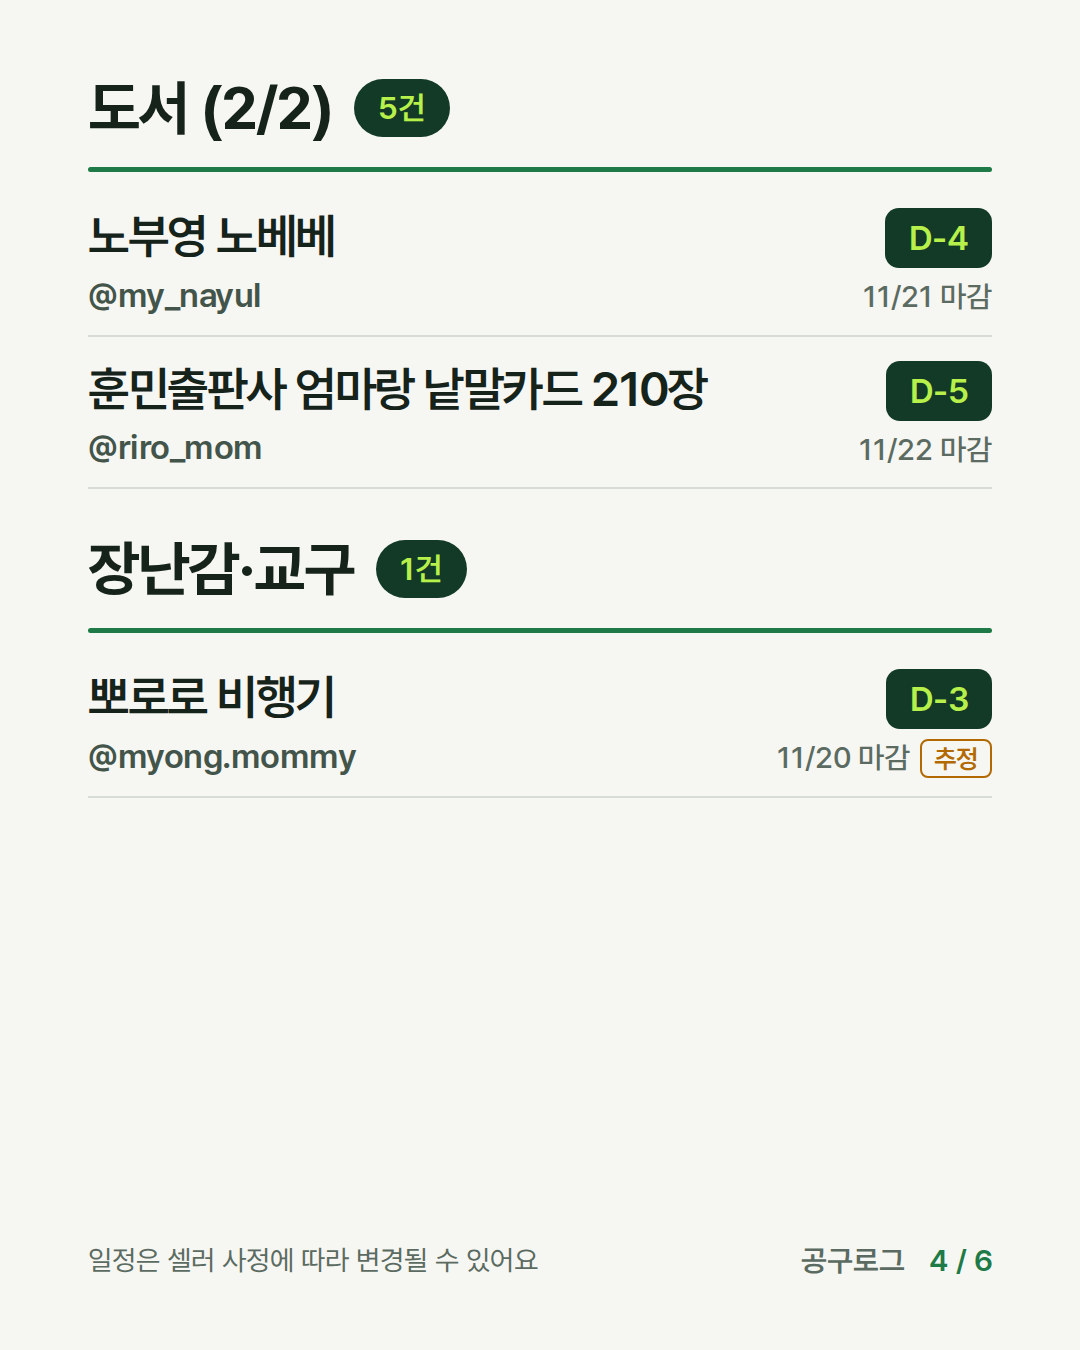 도서 (2/2) 5건
노부영 노베베 D-4
@my_nayul 11/21 마감
훈민출판사 엄마랑 낱말카드 210장 D-5
@riro_mom 11/22 마감
장난감·교구 1건
뽀로로 비행기 D-3
@myong.mommy 11/20 마감 추정
일정은 셀러 사정에 따라 변경될 수 있어요 공구로그 4 / 6